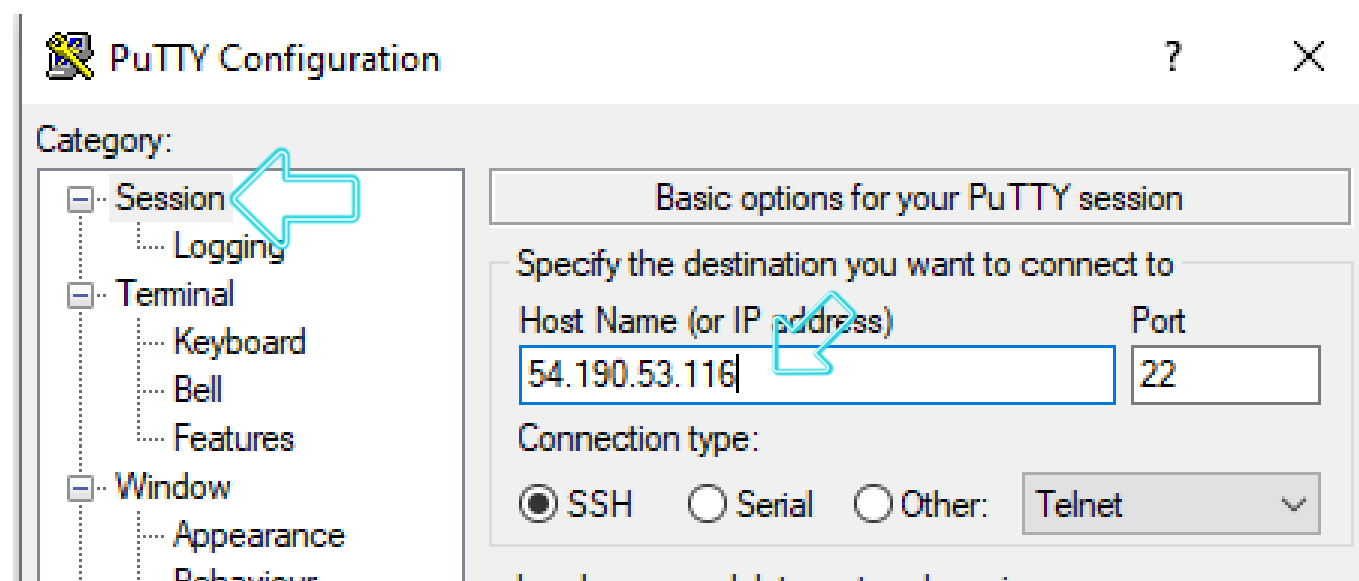 PuTTY Configuration
?
Category:
Session
Logging
Terminal
Keyboard
Bell
Features
Window
Appearance
Behaviour
Basic options for your PuTTY session
Specify the destination you want to connect to
Host Name (or IP address)
Port
54.190.53.116
22
Connection type:
SSH
Serial
Other:
Telnet